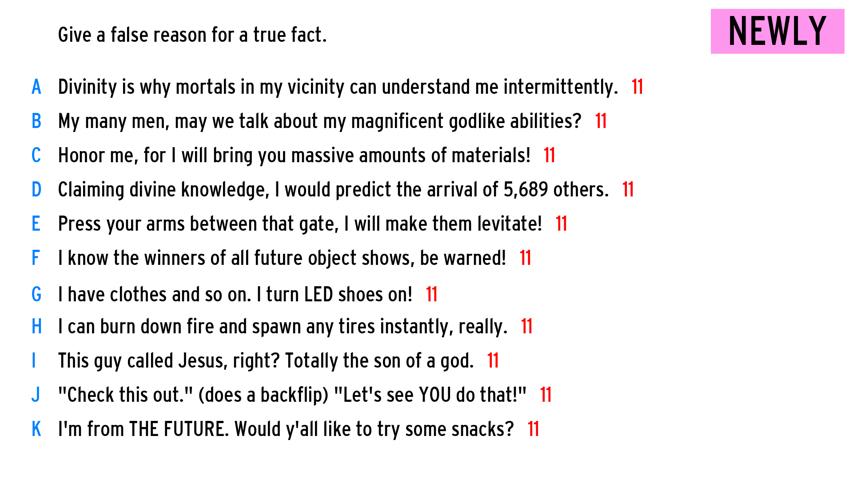 Give a false reason for a true fact.
NEWLY
A Divinity is why mortals in my vicinity can understand me intermittently. 11
B My many men, may we talk about my magnificent godlike abilities? 11
C Honor me, for I will bring you massive amounts of materials! 11
D Claiming divine knowledge, I would predict the arrival of 5,689 others. 11
E Press your arms between that gate, I will make them levitate! 11
F I know the winners of all future object shows, be warned! 11
G I have clothes and so on. I turn LED shoes on! 11
H I can burn down fire and spawn any tires instantly, really. 11
I This guy called Jesus, right? Totally the son of a god. 11
J "Check this out." (does a backflip) "Let's see YOU do that!" 11
K I'm from THE FUTURE. Would y'all like to try some snacks? 11